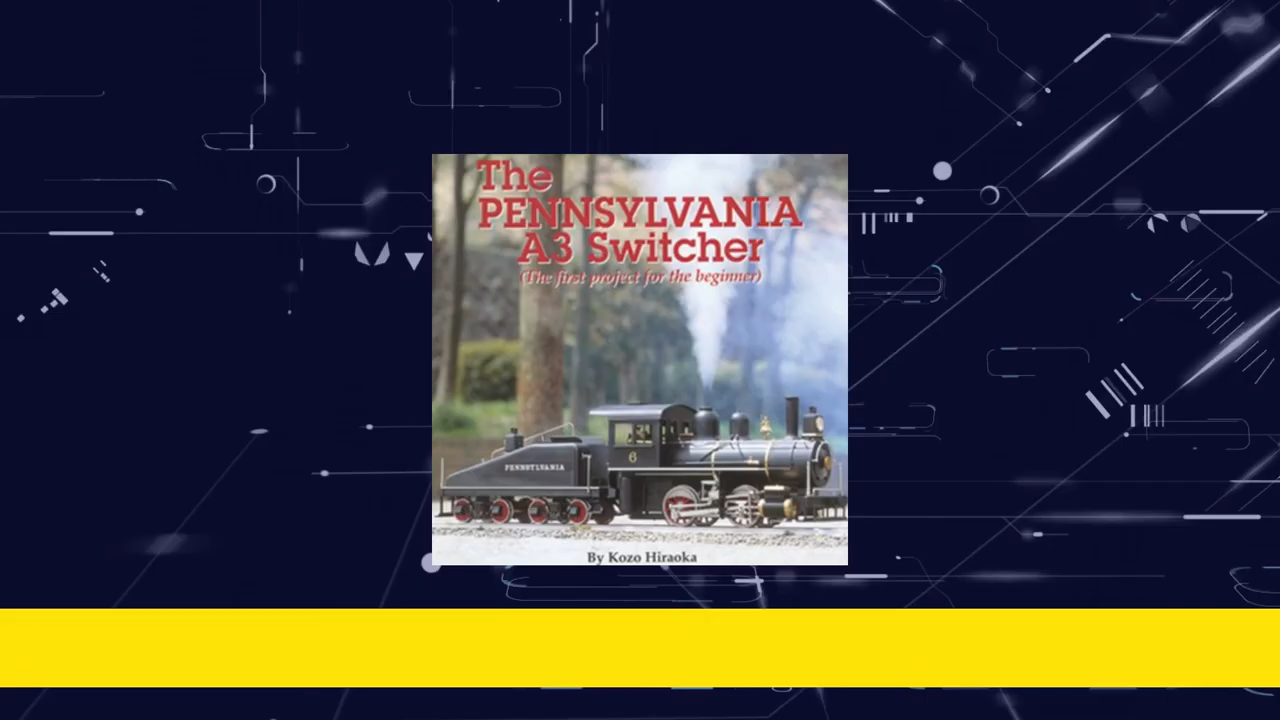 The
PENNSYLVANIA
A3 Switcher
(The first project for the beginner)
6
PENNSYLVANIA
By Kozo Hiraoka